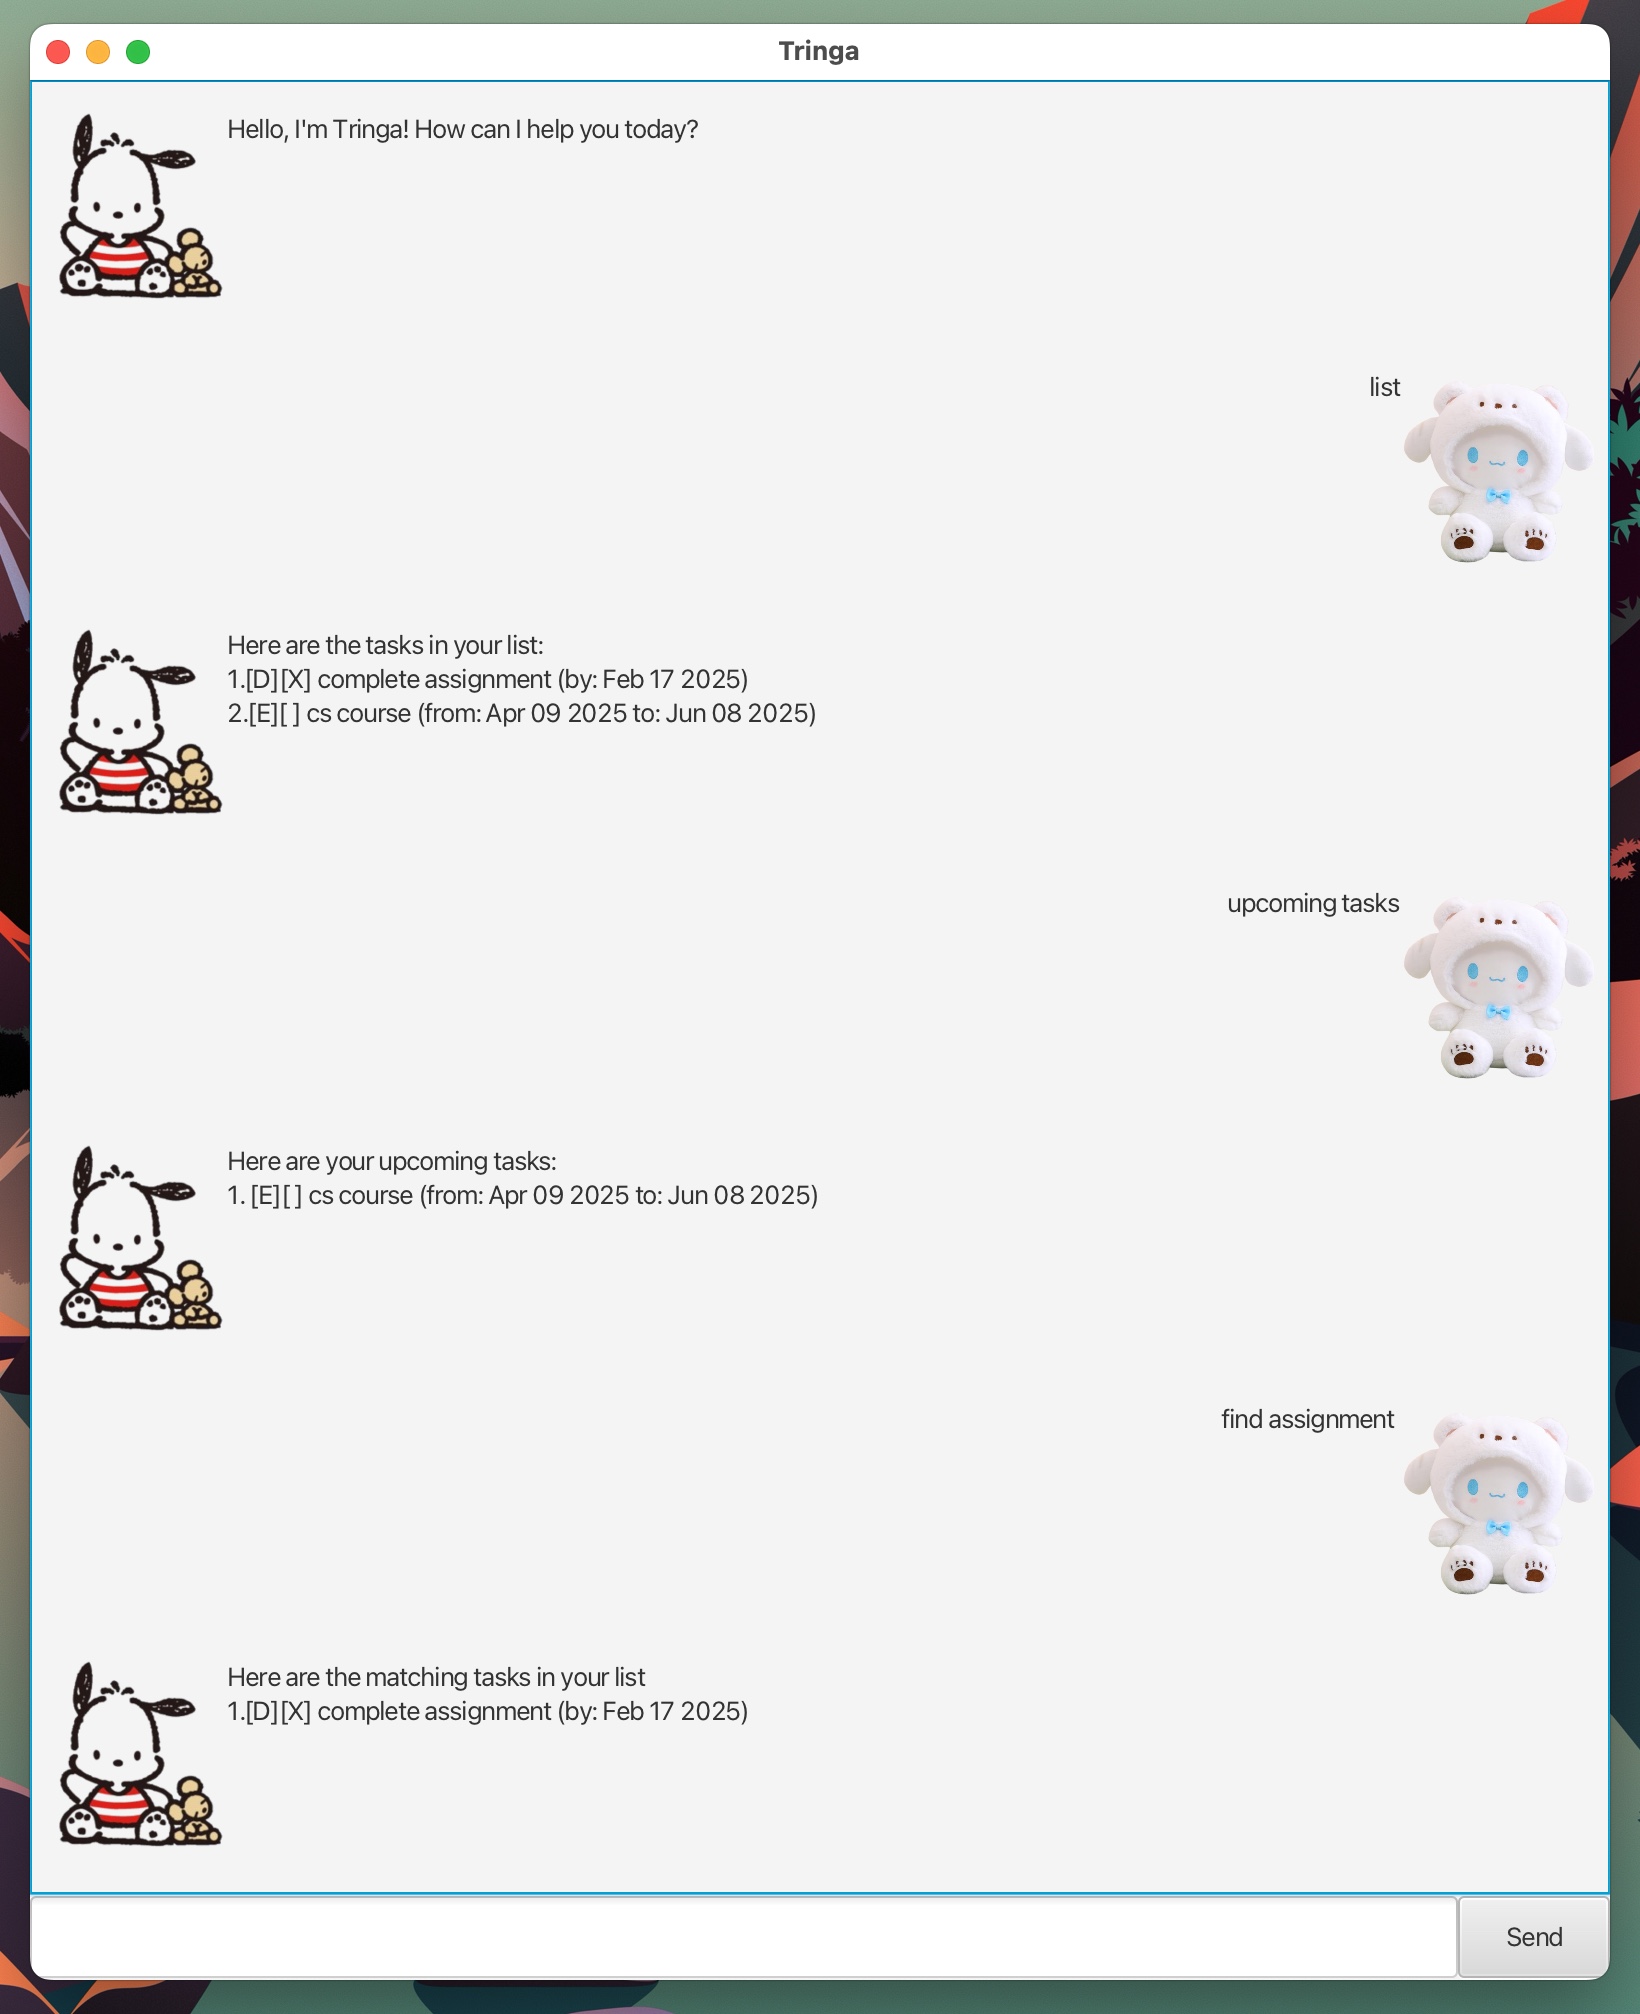 Tringa
Hello, I'm Tringa! How can I help you today?
list
Here are the tasks in your list:
1.[D][X] complete assignment (by: Feb 17 2025)
2.[E][ ] cs course (from: Apr 09 2025 to: Jun 08 2025)
upcoming tasks
Here are your upcoming tasks:
1. [E][ ] cs course (from: Apr 09 2025 to: Jun 08 2025)
find assignment
Here are the matching tasks in your list
1.[D][X] complete assignment (by: Feb 17 2025)
Send